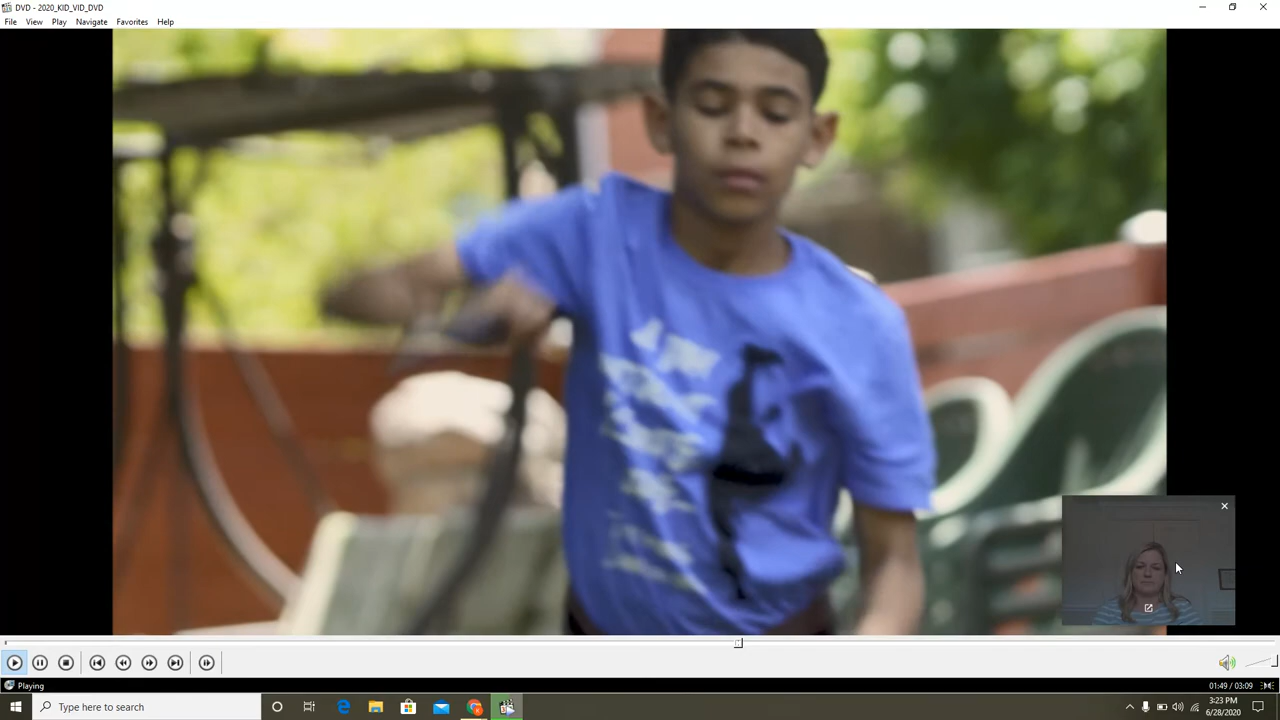 DVD - 2020_KID_VID_DVD
File View Play Navigate Favorites Help
Playing
01:49 / 03:09
Type here to search
3:23 PM
6/28/2020